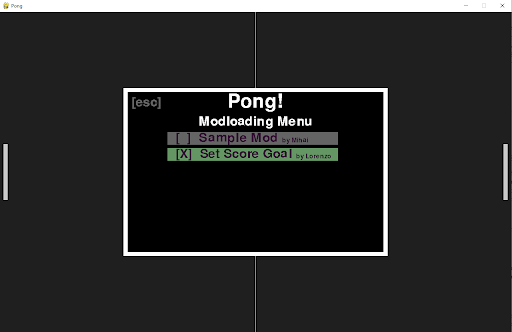 Pong
[esc]
Pong!
Modloading Menu
[ ] Sample Mod by Mihai
[X] Set Score Goal by Lorenzo